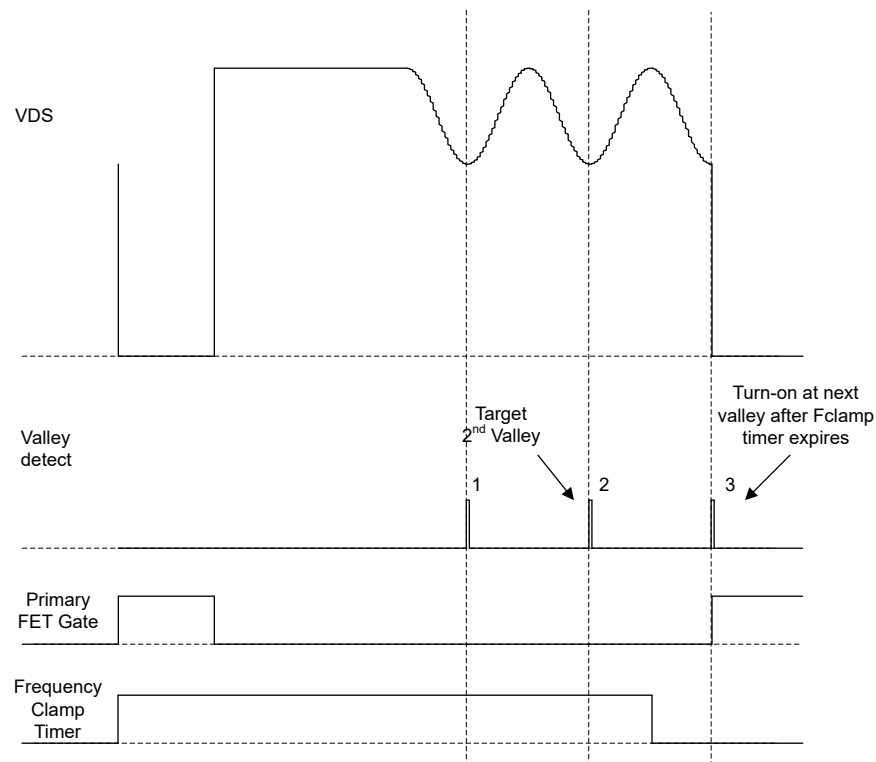 VDS
Valley
detect
Target
2nd Valley
Turn-on at next
valley after Fclamp
timer expires
1
2
3
Primary
FET Gate
Frequency
Clamp
Timer